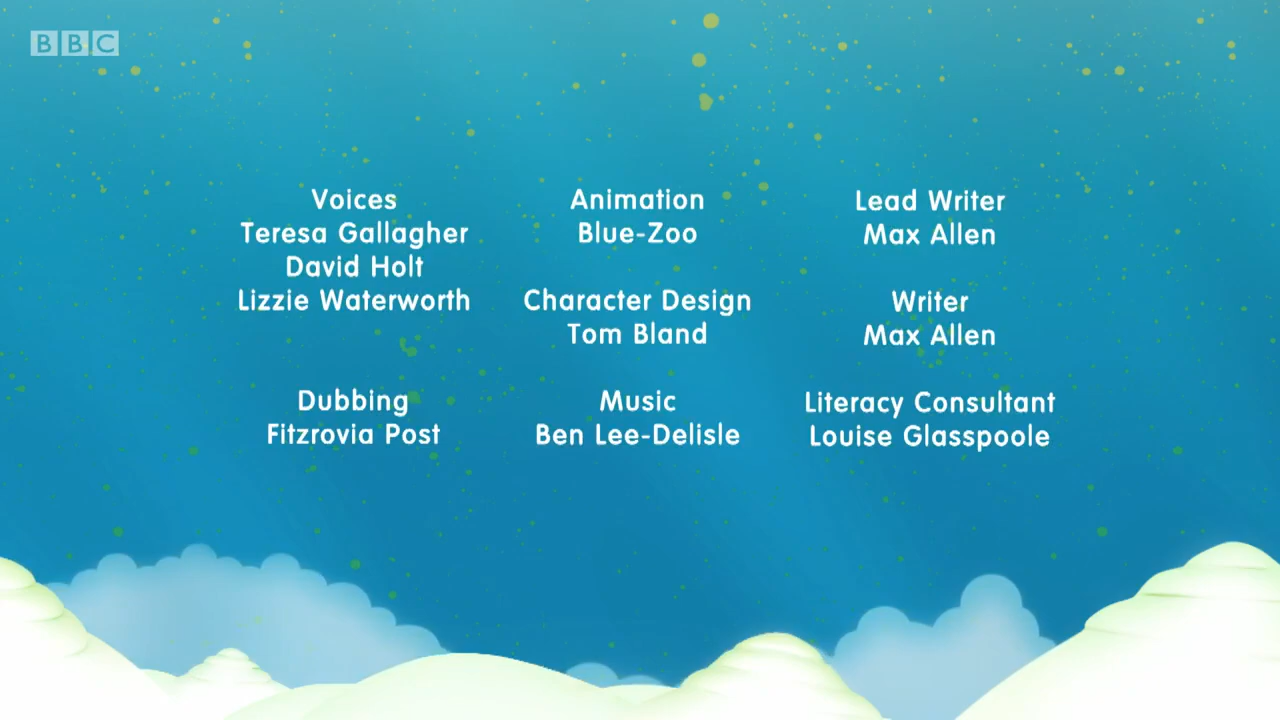 BBC
Voices
Teresa Gallagher
David Holt
Lizzie Waterworth
Dubbing
Fitzrovia Post
Animation
Blue-Zoo
Character Design
Tom Bland
Music
Ben Lee-Delisle
Lead Writer
Max Allen
Writer
Max Allen
Literacy Consultant
Louise Glasspoole